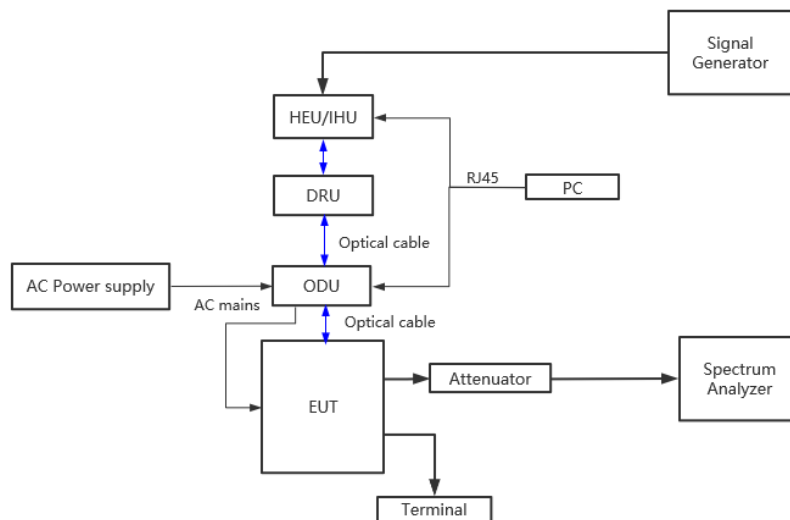 Signal
Generator
HEU/IHU
RJ45
PC
DRU
Optical cable
AC Power supply
AC mains
ODU
Optical cable
EUT
Attenuator
Spectrum
Analyzer
Terminal